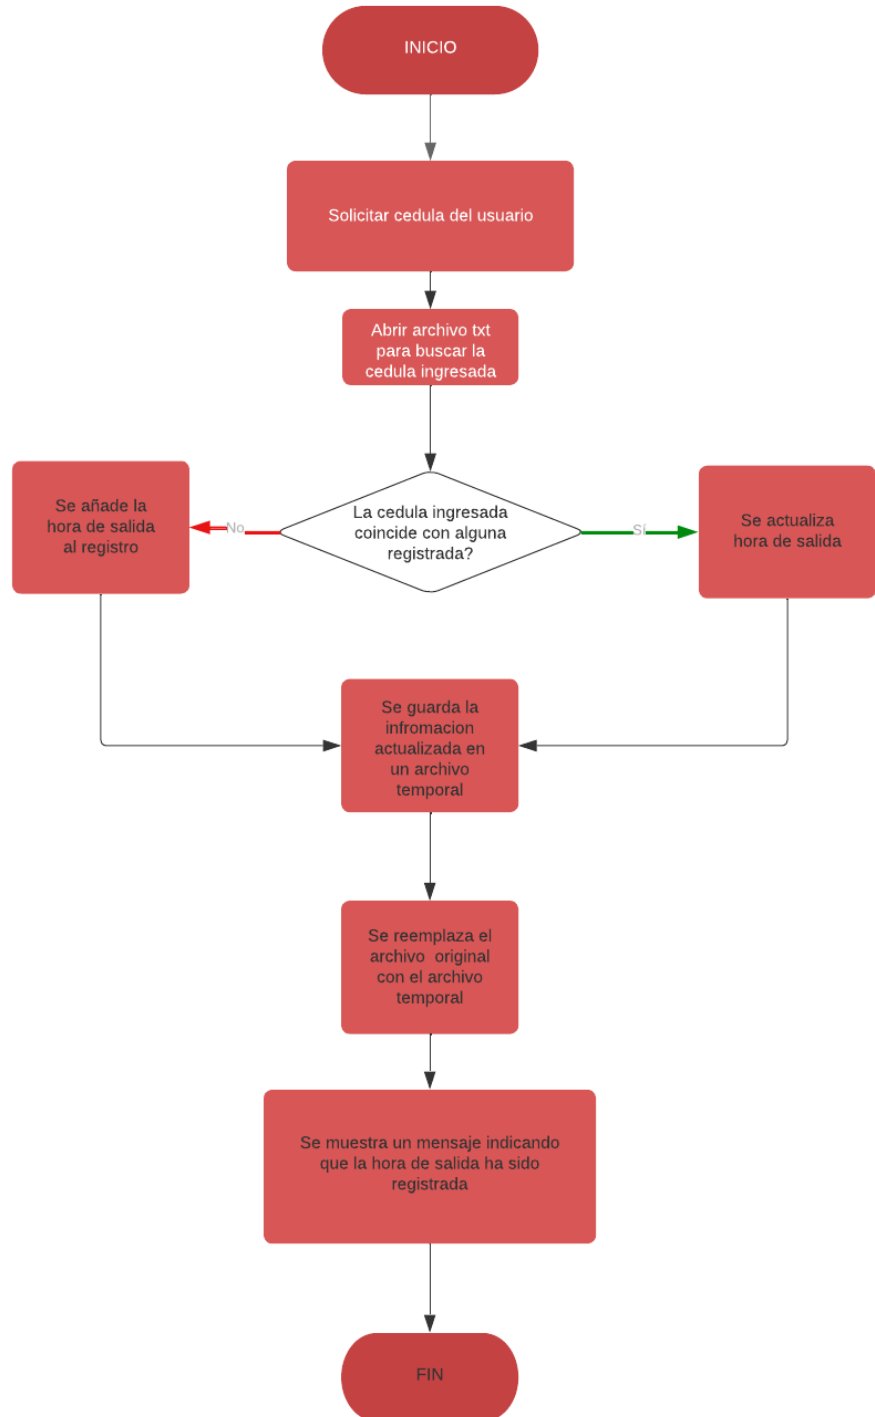 INICIO
Solicitar cedula del usuario
Abrir archivo txt
para buscar la
cedula ingresada
Se añade la
hora de salida
al registro
No
La cedula ingresada
coincide con alguna
registrada?
Sí
Se actualiza
hora de salida
Se guarda la
infromacion
actualizada en
un archivo
temporal
Se reemplaza el
archivo original
con el archivo
temporal
Se muestra un mensaje indicando
que la hora de salida ha sido
registrada
FIN